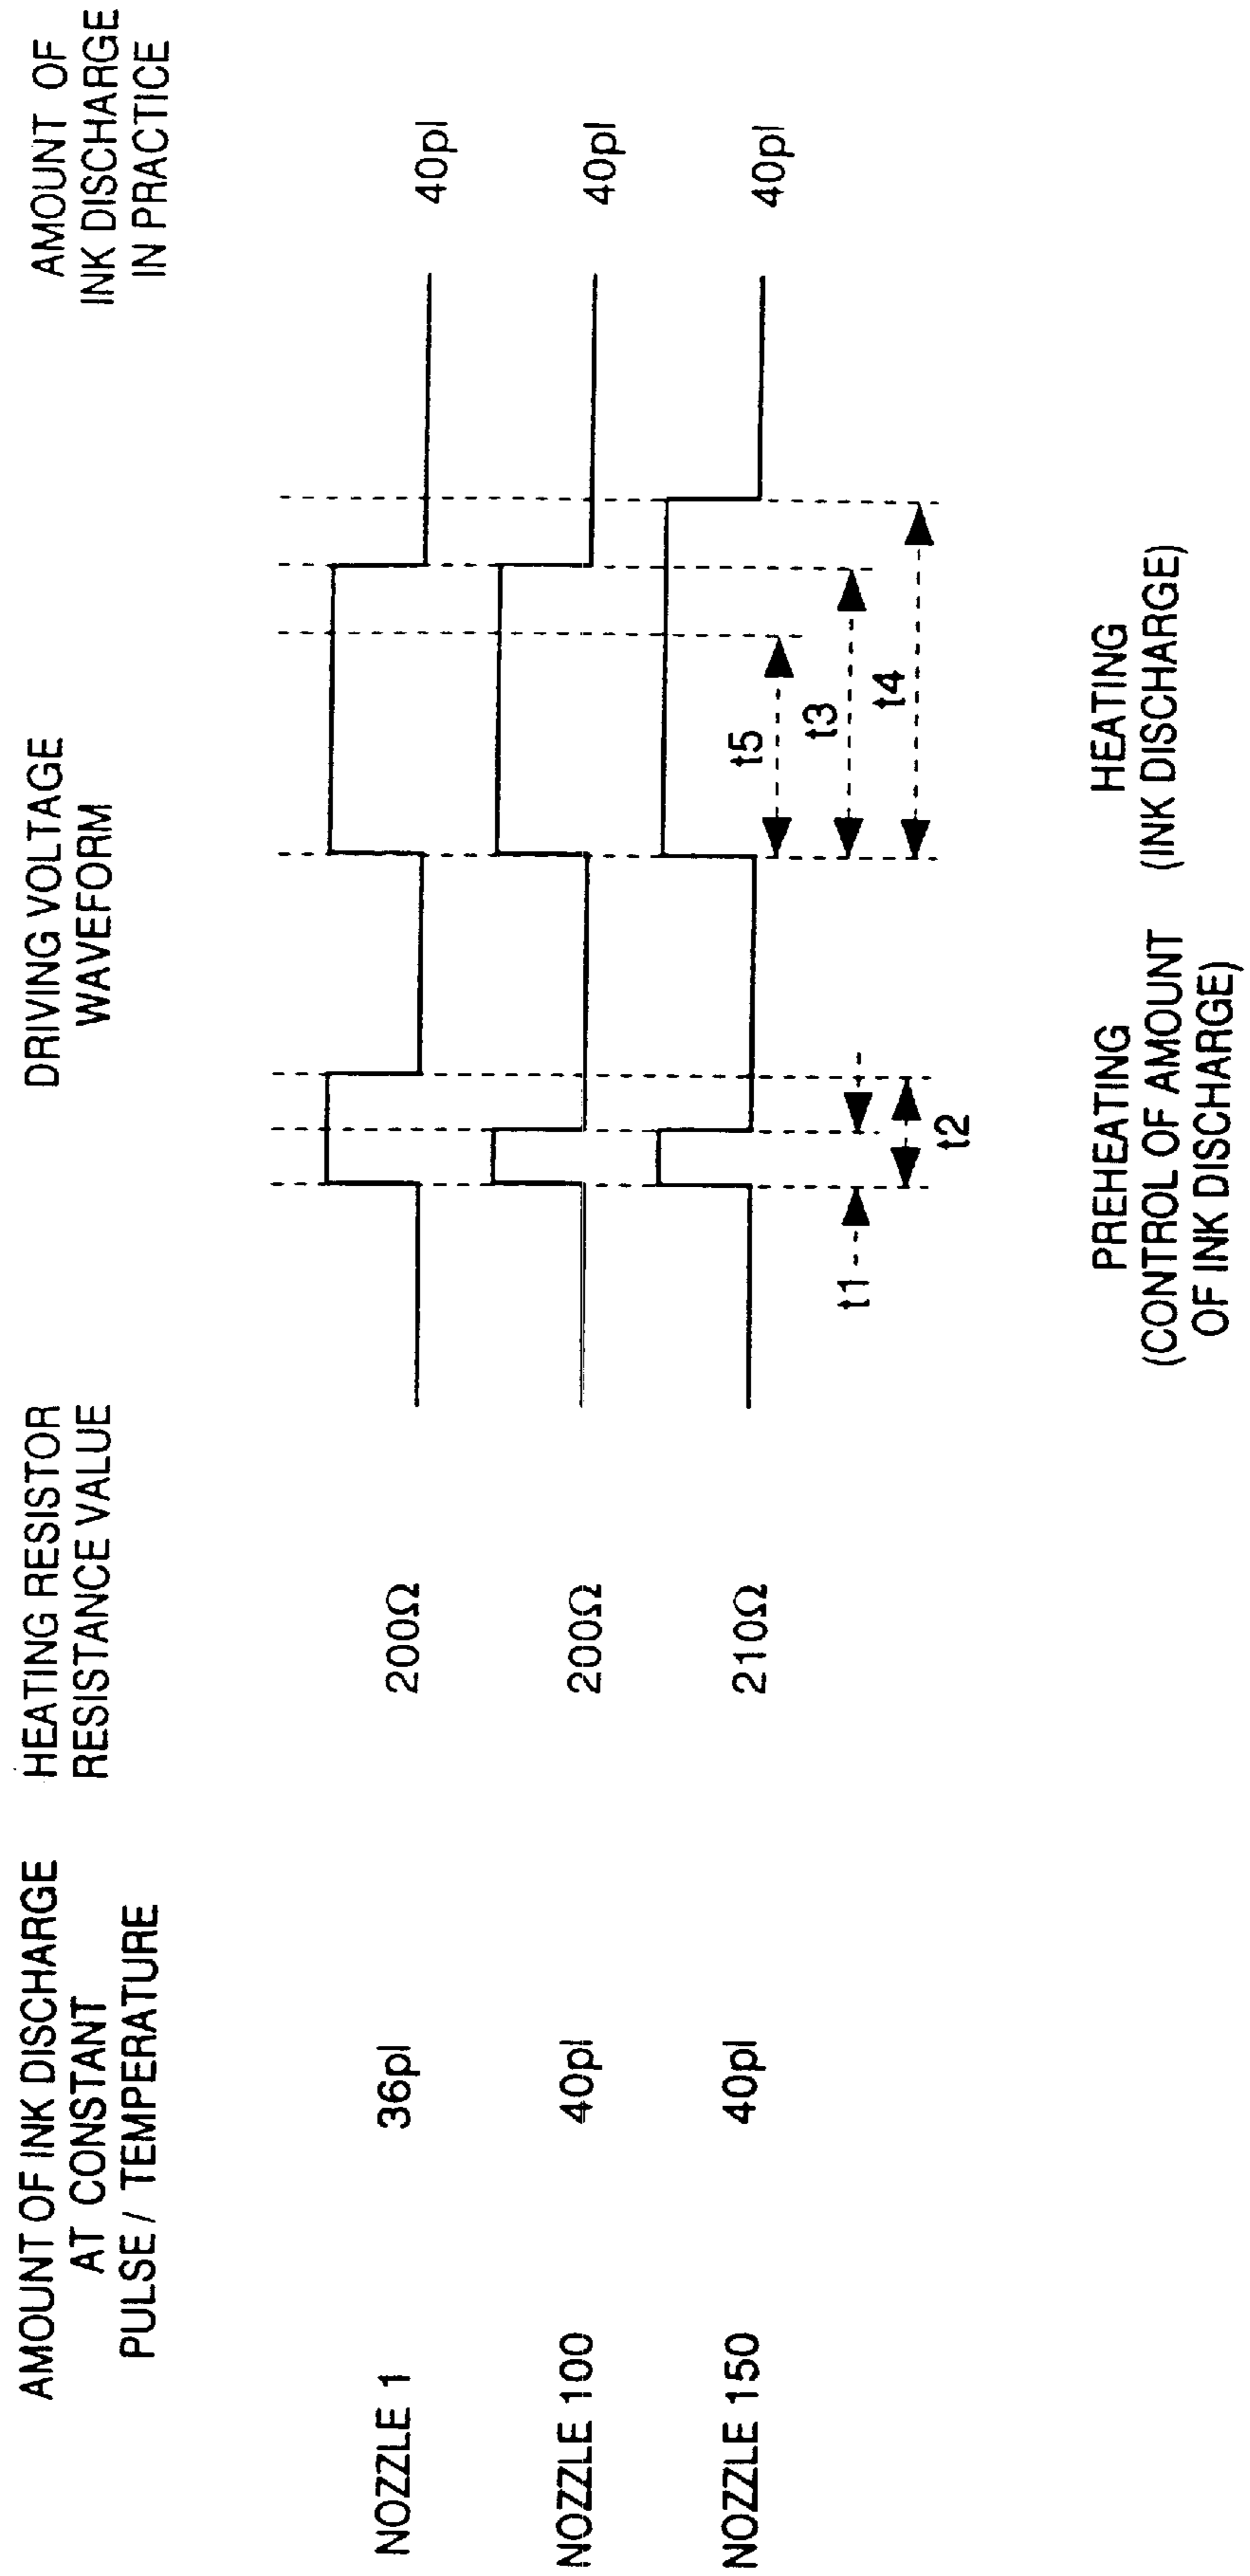 AMOUNT OF INK DISCHARGE
AT CONSTANT
PULSE / TEMPERATURE
HEATING RESISTOR
RESISTANCE VALUE
DRIVING VOLTAGE
WAVEFORM
AMOUNT OF
INK DISCHARGE
IN PRACTICE
NOZZLE 1 36pl 200Ω 40pl
NOZZLE 100 40pl 200Ω 40pl
NOZZLE 150 40pl 210Ω 40pl
t5
t3
t4
t1
t2
PREHEATING
(CONTROL OF AMOUNT
OF INK DISCHARGE)
HEATING
(INK DISCHARGE)